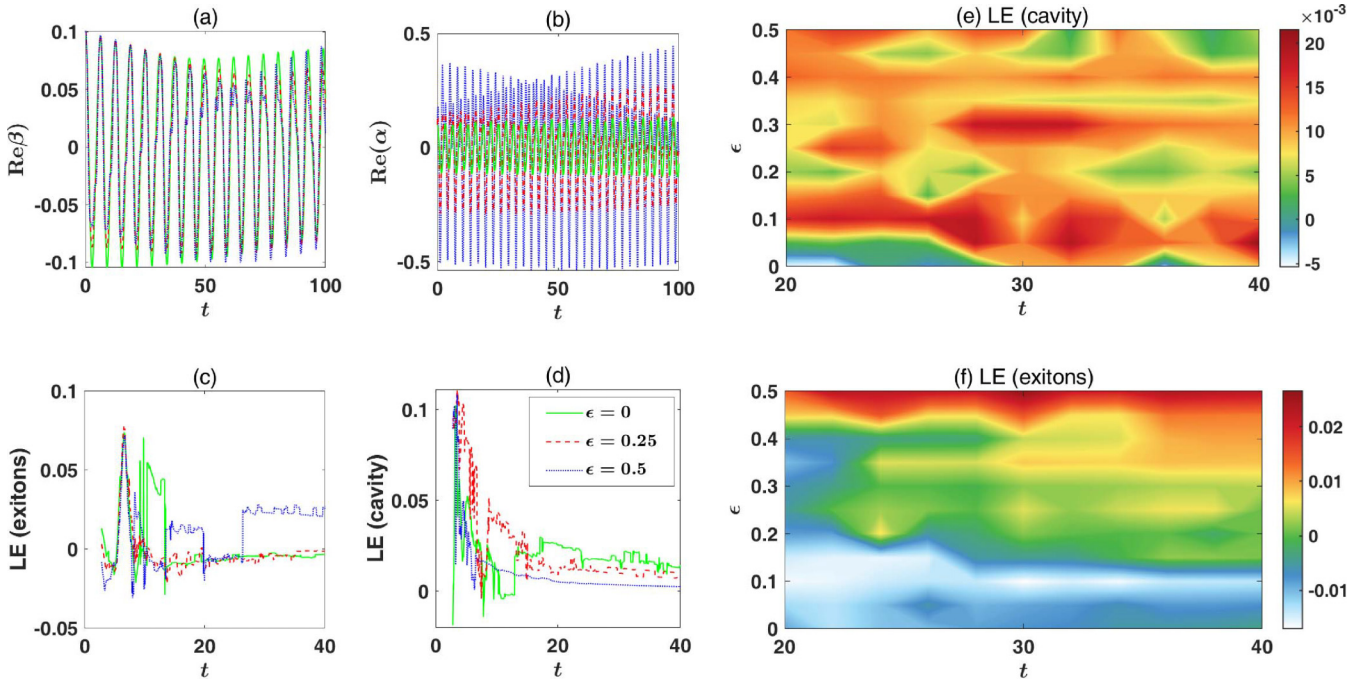 (a)
0.1
0.05
0
-0.05
-0.1
Reβ)
0
50
100
t
(b)
0.5
0
-0.5
Re(α)
0
50
100
t
(e) LE (cavity)
0.5
0.4
0.3
0.2
0.1
0
ϵ
20
30
40
t
×10-3
20
15
10
5
0
-5
(c)
0.1
0.05
0
-0.05
LE (exitons)
0
20
40
t
(d)
0.1
0.05
0
LE (cavity)
ϵ = 0
ϵ = 0.25
ϵ = 0.5
0
20
40
t
(f) LE (exitons)
0.5
0.4
0.3
0.2
0.1
0
ϵ
20
30
40
t
0.02
0.01
0
-0.01